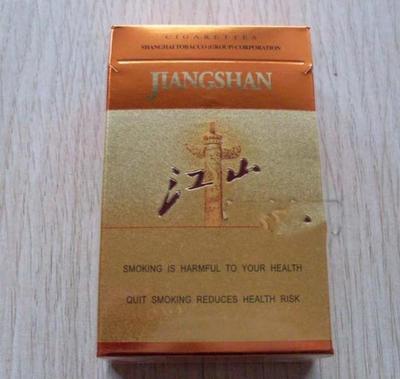 CIGARETTES
SHANGHAI TOBACCO (GROUP) CORPORATION
JIANGSHAN
江山
SMOKING IS HARMFUL TO YOUR HEALTH
QUIT SMOKING REDUCES HEALTH RISK